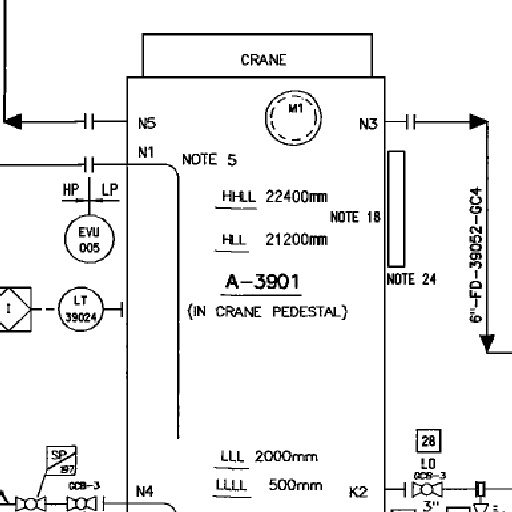 CRANE
M1
N5
N3
N1
NOTE 5
HP LP
HHLL 22400mm
NOTE 18
EVU
005
HLL 21200mm
6"-FD-39052-GC4
A-3901
NOTE 24
(IN CRANE PEDESTAL)
I
LT
39024
28
SP
197
LLL 2000mm
LO
GCB-3
GCB-3
LLLL 500mm
N4
K2
3"